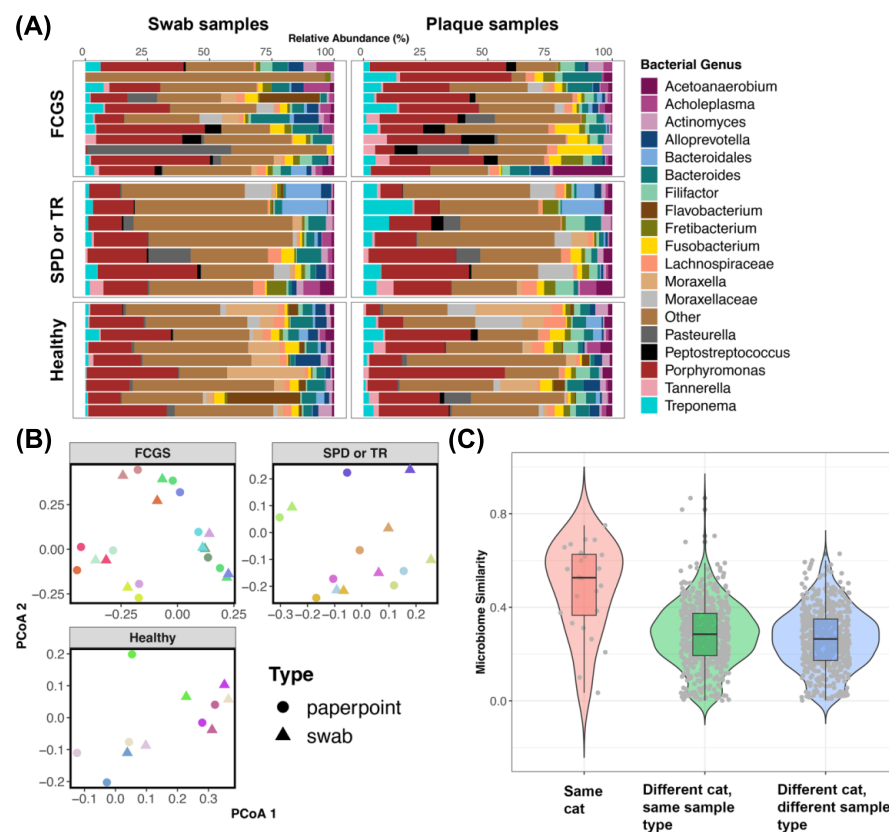 (A)
Swab samples
Plaque samples
Relative Abundance (%)
0 25 50 75 100
0 25 50 75 100
FCGS
SPD or TR
Healthy
Bacterial Genus
Acetoanaerobium
Acholeplasma
Actinomyces
Alloprevotella
Bacteroidales
Bacteroides
Filifactor
Flavobacterium
Fretibacterium
Fusobacterium
Lachnospiraceae
Moraxella
Moraxellaceae
Other
Pasteurella
Peptostreptococcus
Porphyromonas
Tannerella
Treponema
(B)
FCGS
0.25
0.00
-0.25
-0.25 0.00 0.25
SPD or TR
0.2
0.1
0.0
-0.1
-0.2
-0.3 -0.2 -0.1 0.0 0.1 0.2
Healthy
0.2
0.1
0.0
-0.1
-0.2
-0.1 0.0 0.1 0.2 0.3
PCoA 2
PCoA 1
Type
paperpoint
swab
(C)
Microbiome Similarity
0.8
0.4
0.0
Same
cat
Different cat,
same sample
type
Different cat,
different sample
type